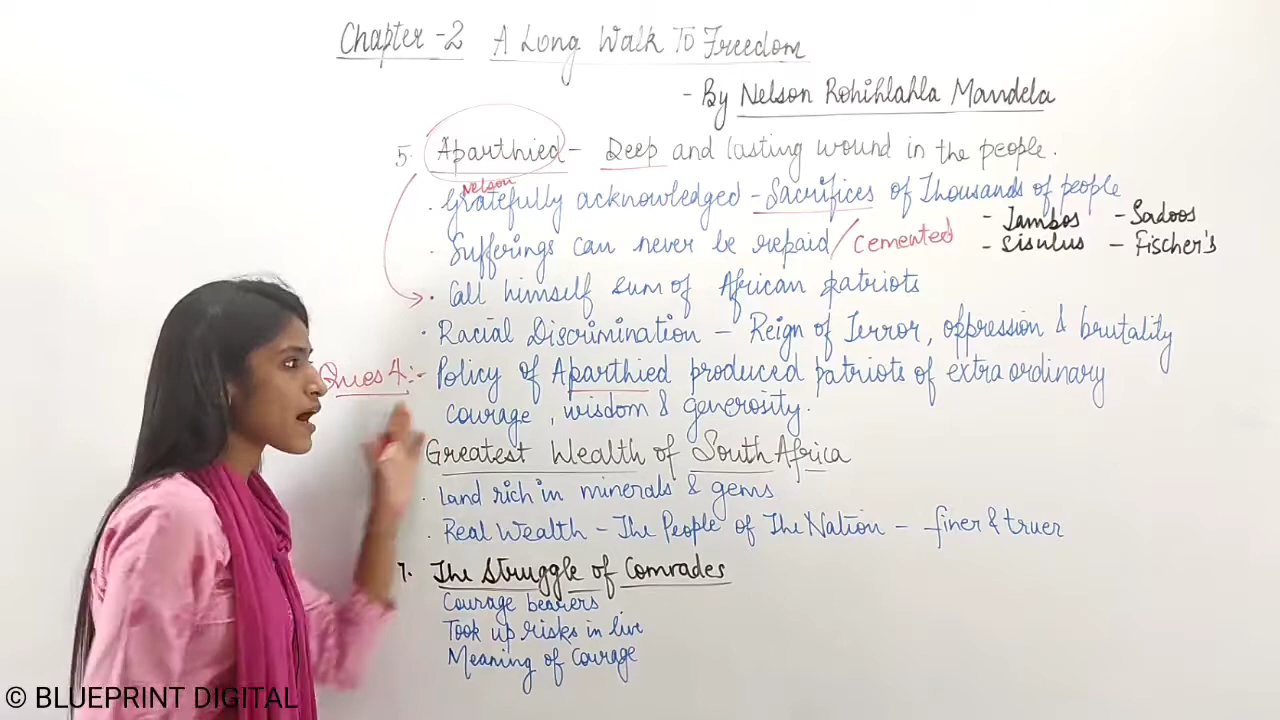 Chapter -2 A Long Walk To Freedom
- By Nelson Rohihlahla Mandela
5. Aparthied - Deep and lasting wound in the people.
Nelson
. Gratefully acknowledged - Sacrifices of Thousands of people
. Sufferings can never be repaid / Cemented
- Tambos - Sadoos
- Sisulus - Fischer's
. Call himself sum of African patriots
. Racial Discrimination - Reign of Terror, oppression & brutality
Ques 4:- Policy of Aparthied produced patriots of extra ordinary
courage, wisdom & generosity.
Greatest Wealth of South Africa
. Land rich in minerals & gems
. Real Wealth - The People of The Nation - finer & truer
7. The Struggle of Comrades
Courage bearers
Took up risks in live
Meaning of Courage
© BLUEPRINT DIGITAL